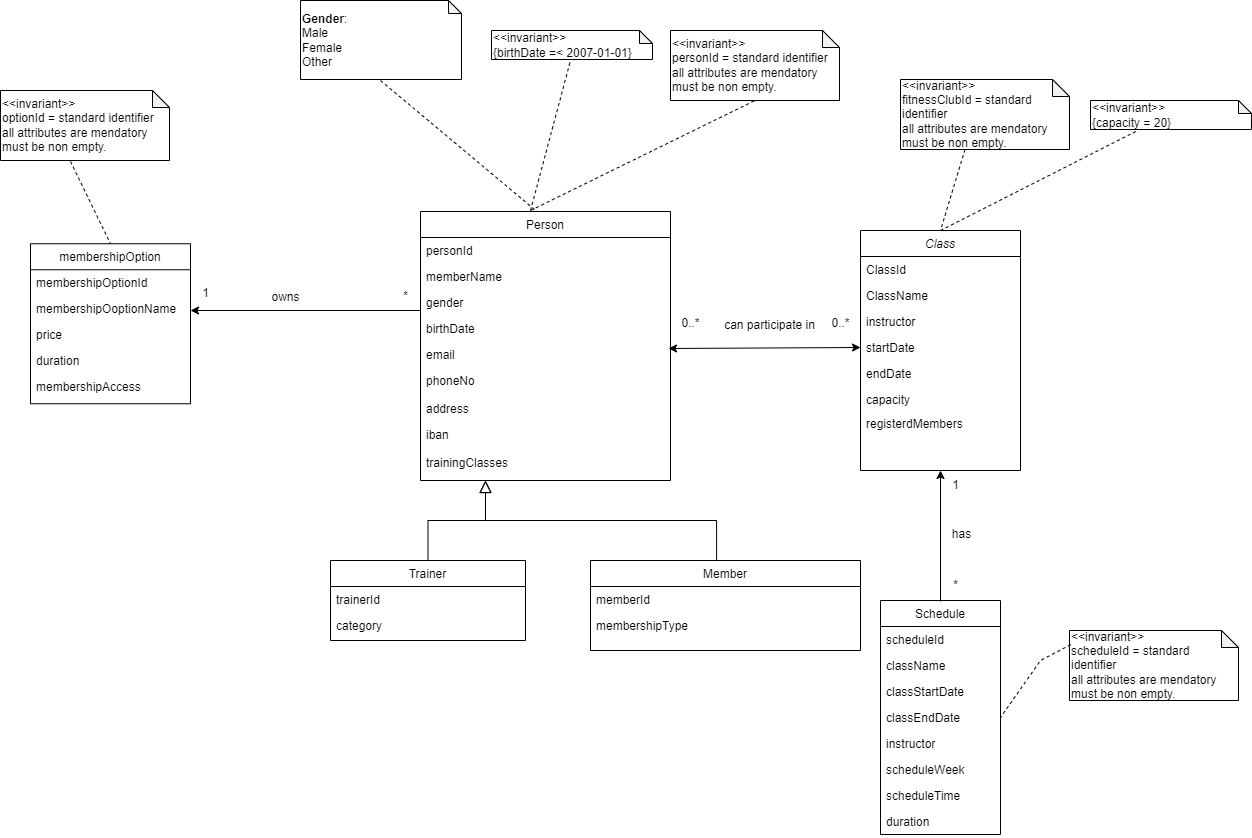 Gender:
Male
Female
Other
<<invariant>>
{birthDate =< 2007-01-01}
<<invariant>>
personId = standard identifier
all attributes are mendatory
must be non empty.
<<invariant>>
fitnessClubId = standard
identifier
all attributes are mendatory
must be non empty.
<<invariant>>
{capacity = 20}
<<invariant>>
optionId = standard identifier
all attributes are mendatory
must be non empty.
membershipOption
membershipOptionId
membershipOoptionName
price
duration
membershipAccess
1
owns
*
Person
personId
memberName
gender
birthDate
email
phoneNo
address
iban
trainingClasses
0..*
can participate in
0..*
Class
ClassId
ClassName
instructor
startDate
endDate
capacity
registerdMembers
1
has
*
Trainer
trainerId
category
Member
memberId
membershipType
Schedule
scheduleId
className
classStartDate
classEndDate
instructor
scheduleWeek
scheduleTime
duration
<<invariant>>
scheduleId = standard
identifier
all attributes are mendatory
must be non empty.